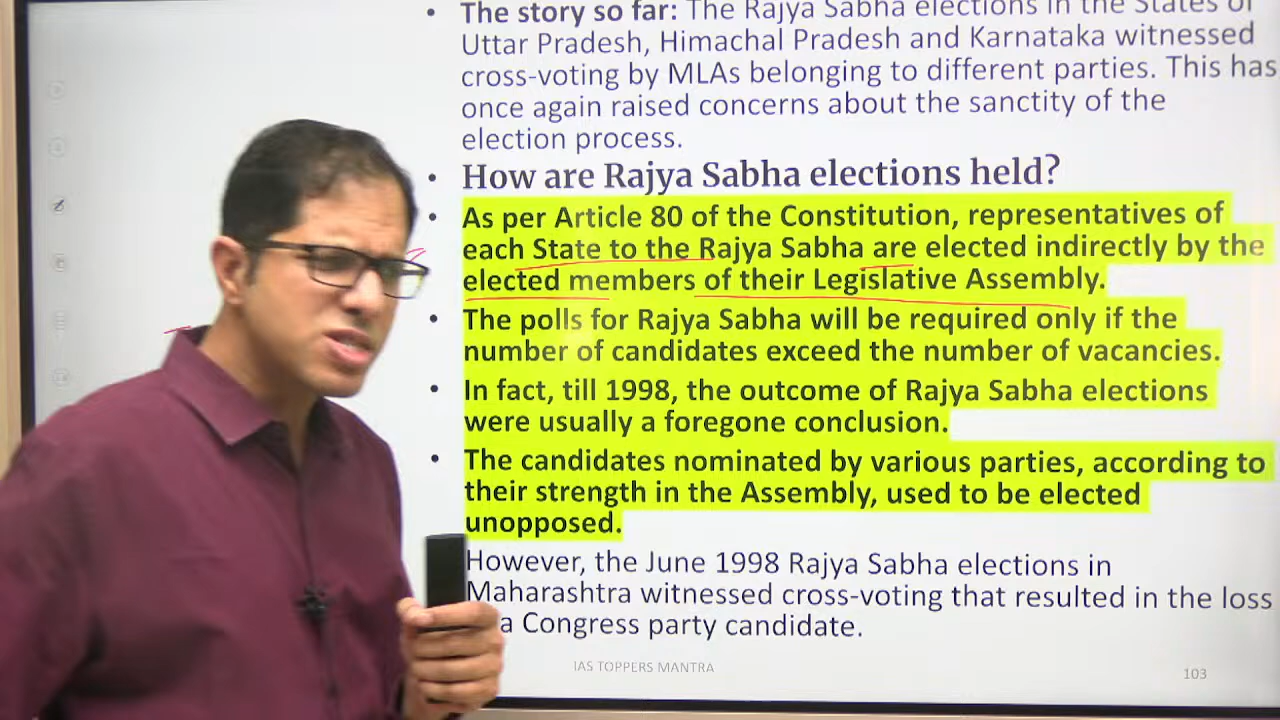 The story so far: The Rajya Sabha elections in the States of
Uttar Pradesh, Himachal Pradesh and Karnataka witnessed
cross-voting by MLAs belonging to different parties. This has
once again raised concerns about the sanctity of the
election process.
How are Rajya Sabha elections held?
As per Article 80 of the Constitution, representatives of
each State to the Rajya Sabha are elected indirectly by the
elected members of their Legislative Assembly.
The polls for Rajya Sabha will be required only if the
number of candidates exceed the number of vacancies.
In fact, till 1998, the outcome of Rajya Sabha elections
were usually a foregone conclusion.
The candidates nominated by various parties, according to
their strength in the Assembly, used to be elected
unopposed.
However, the June 1998 Rajya Sabha elections in
Maharashtra witnessed cross-voting that resulted in the loss
a Congress party candidate.
IAS TOPPERS MANTRA
103